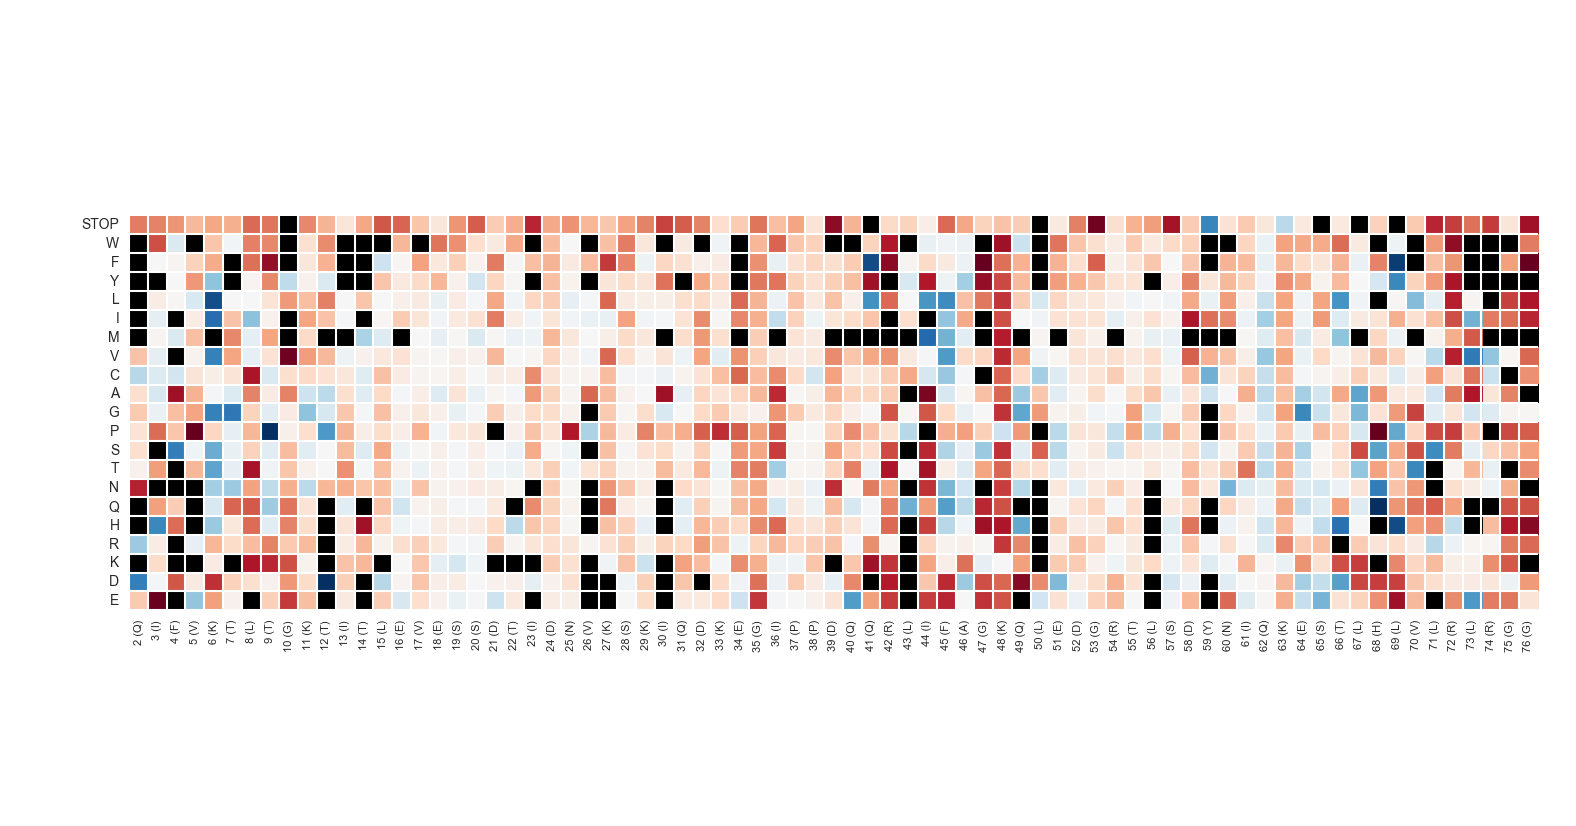 STOP
W
F
Y
L
I
M
V
C
A
G
P
S
T
N
Q
H
R
K
D
E
2 (Q) 3 (I) 4 (F) 5 (V) 6 (K) 7 (T) 8 (L) 9 (T) 10 (G) 11 (K) 12 (T) 13 (I) 14 (T) 15 (L) 16 (E) 17 (V) 18 (E) 19 (S) 20 (S) 21 (D) 22 (T) 23 (I) 24 (D) 25 (N) 26 (V) 27 (K) 28 (S) 29 (K) 30 (I) 31 (Q) 32 (D) 33 (K) 34 (E) 35 (G) 36 (I) 37 (P) 38 (P) 39 (D) 40 (Q) 41 (Q) 42 (R) 43 (L) 44 (I) 45 (F) 46 (A) 47 (G) 48 (K) 49 (Q) 50 (L) 51 (E) 52 (D) 53 (G) 54 (R) 55 (T) 56 (L) 57 (S) 58 (D) 59 (Y) 60 (N) 61 (I) 62 (Q) 63 (K) 64 (E) 65 (S) 66 (T) 67 (L) 68 (H) 69 (L) 70 (V) 71 (L) 72 (R) 73 (L) 74 (R) 75 (G) 76 (G)